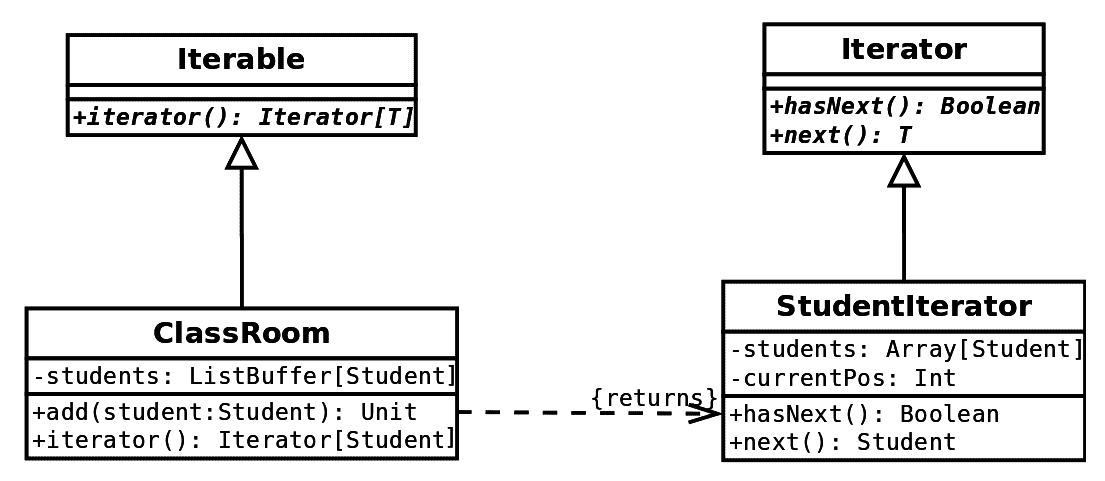 Iterable
+iterator(): Iterator[T]
Iterator
+hasNext(): Boolean
+next(): T
ClassRoom
-students: ListBuffer[Student]
+add(student:Student): Unit
+iterator(): Iterator[Student]
{returns}
StudentIterator
-students: Array[Student]
-currentPos: Int
+hasNext(): Boolean
+next(): Student